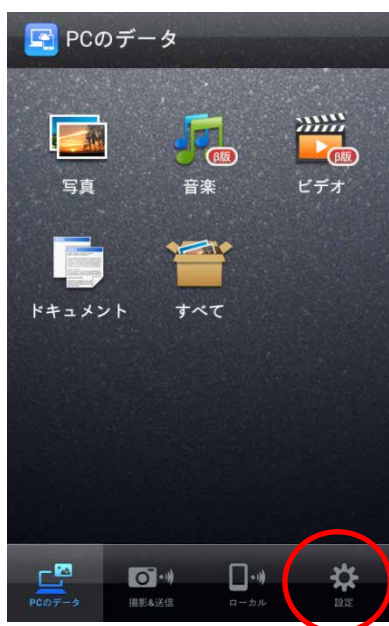 PCのデータ
写真
音楽
β版
ビデオ
β版
ドキュメント
すべて
PCのデータ
撮影&送信
ローカル
設定